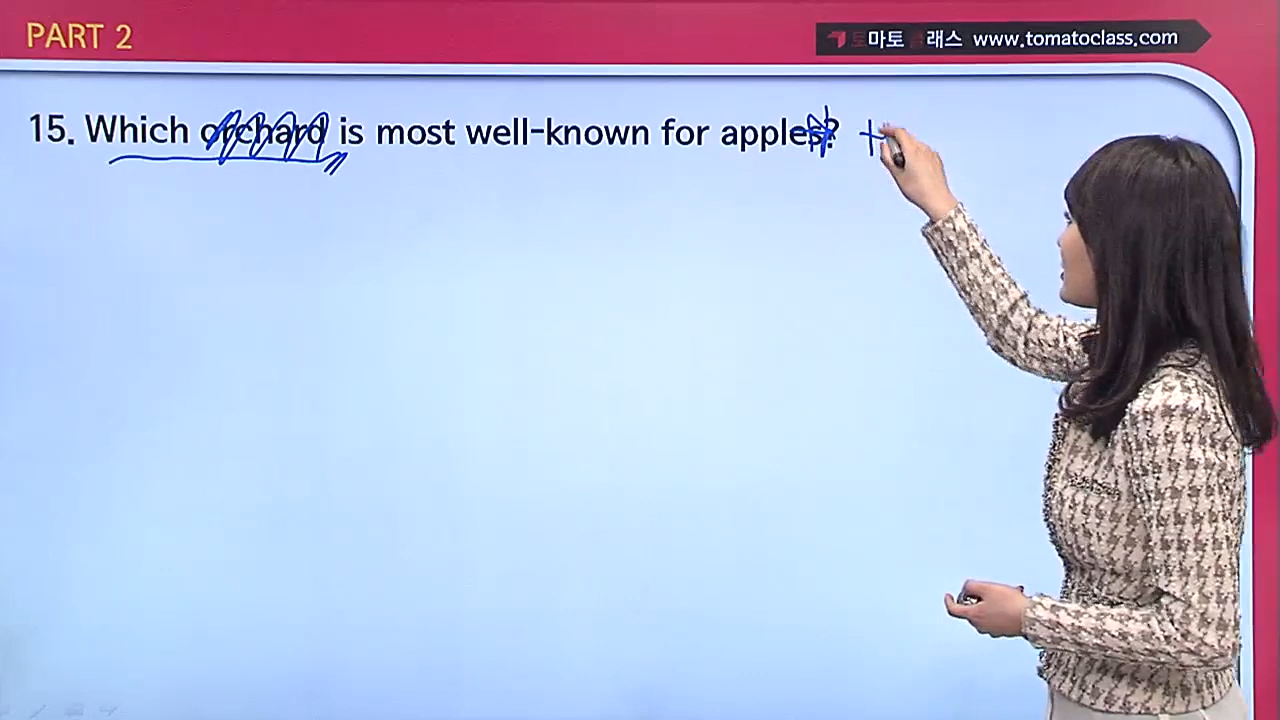 PART 2
토마토클래스 www.tomatoclass.com
15. Which orchard is most well-known for apples?